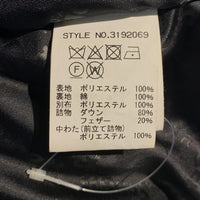 STYLE NO.3192069
F W
表地 ポリエステル 100%
裏地 綿 100%
別布 ポリエステル 100%
詰物 ダウン 80%
フェザー 20%
中わた(前立て詰物)
ポリエステル 100%